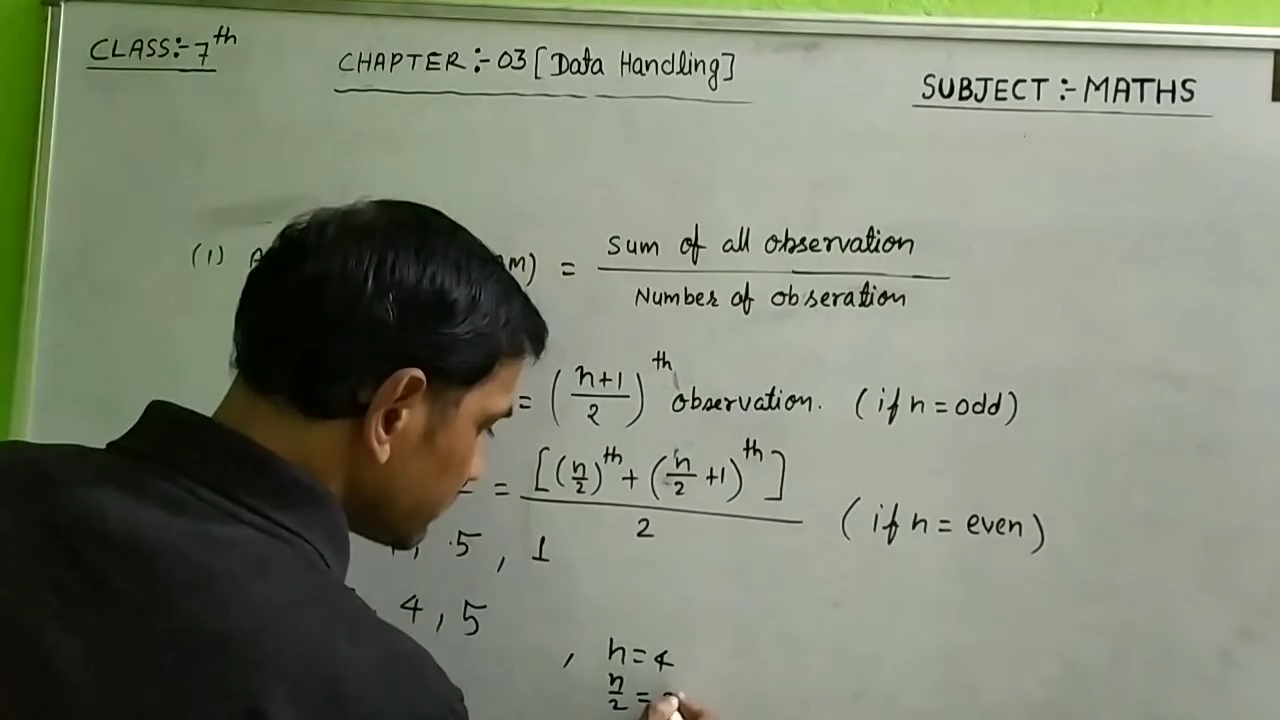 CLASS:- 7th
CHAPTER :- 03 [Data Handling]
SUBJECT :- MATHS
(1) A M) = Sum of all observation / Number of obseration
= (n+1/2)th observation. (if n = odd)
= [(n/2)th + (n/2 +1)th] / 2 (if n = even)
, 5, 1
4, 5
, n = 4
n/2 =